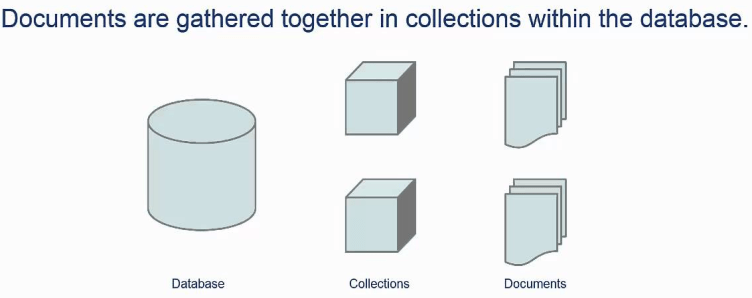 Documents are gathered together in collections within the database.
Database
Collections
Documents